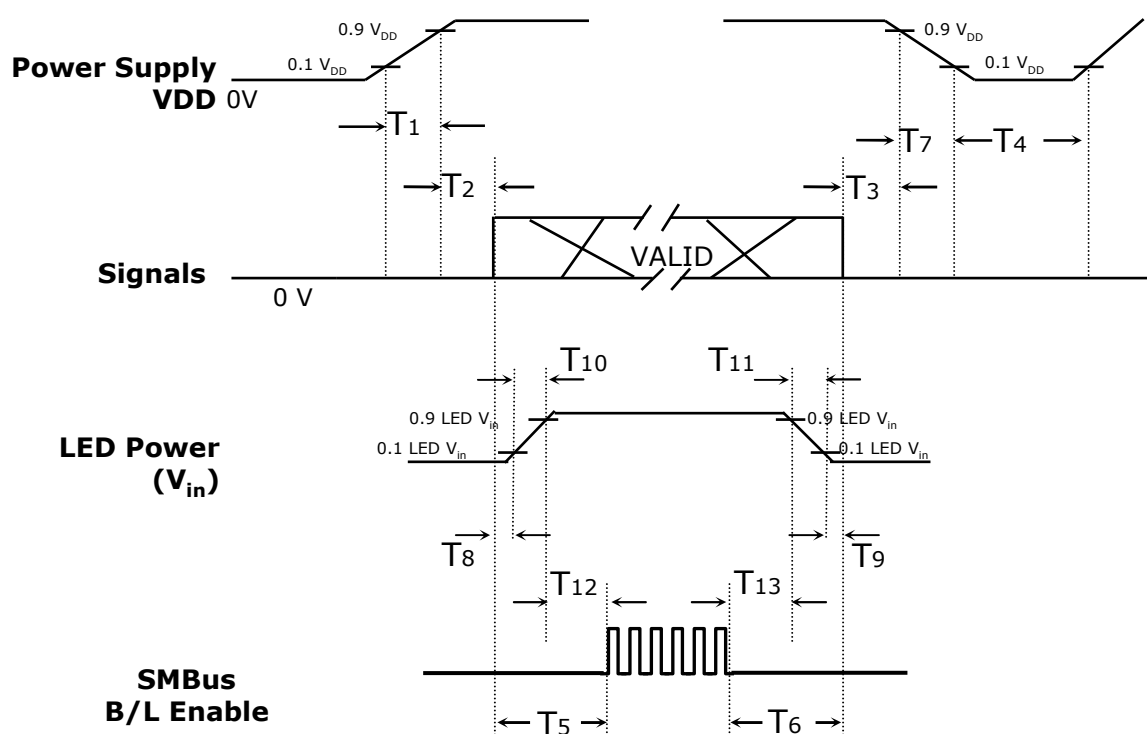 0.9 VDD
0.9 VDD
Power Supply
VDD
0.1 VDD
0.1 VDD
0V
T1
T7
T4
T2
T3
VALID
Signals
0 V
T10
T11
0.9 LED Vin
0.9 LED Vin
LED Power
(Vin)
0.1 LED Vin
0.1 LED Vin
T8
T9
T12
T13
SMBus
B/L Enable
T5
T6